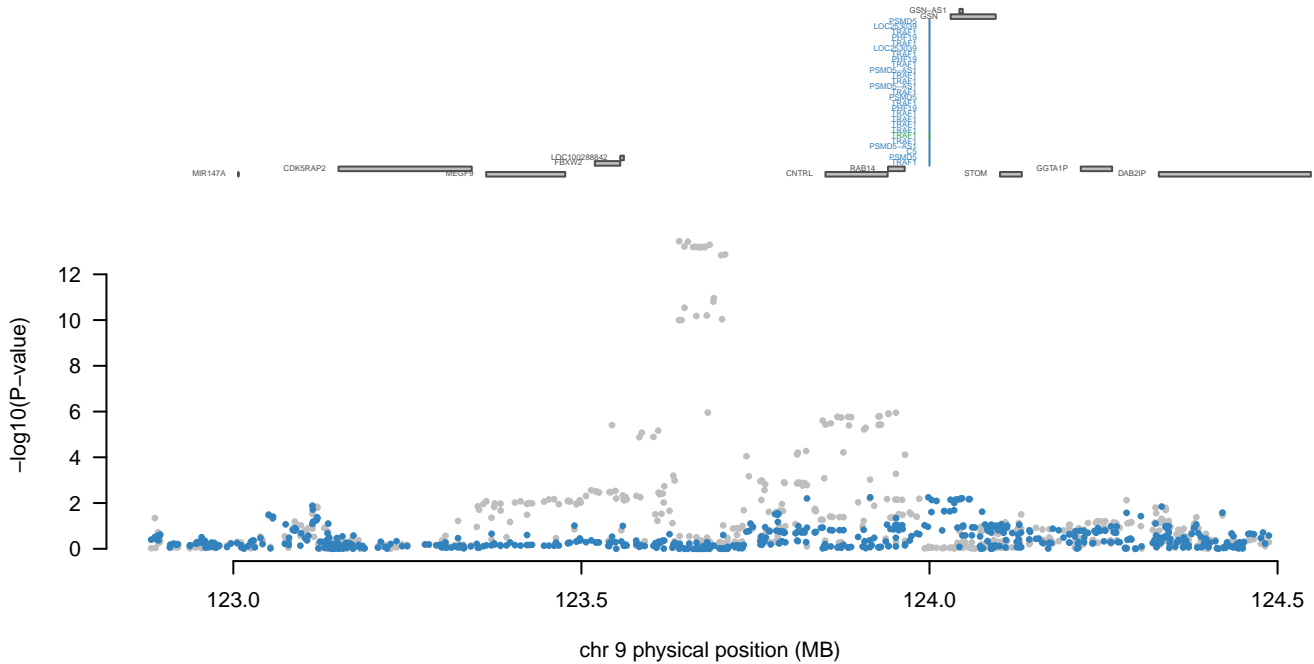 GSN-AS1
GSN
PSMD5
LOC253039
TRAF1
PHF19
TRAF1
LOC253039
TRAF1
PHF19
TRAF1
PSMD5-AS1
TRAF1
TRAF1
PSMD5-AS1
TRAF1
PSMD5
TRAF1
PHF19
TRAF1
TRAF1
TRAF1
TRAF1
TRAF1
TRAF1
PSMD5-AS1
C5
PSMD5
TRAF1
LOC100288842
FBXW2
MIR147A
CDK5RAP2
MEGF9
CNTRL
RAB14
STOM
GGTA1P
DAB2IP
−log10(P−value)
12
10
8
6
4
2
0
123.0 123.5 124.0 124.5
chr 9 physical position (MB)